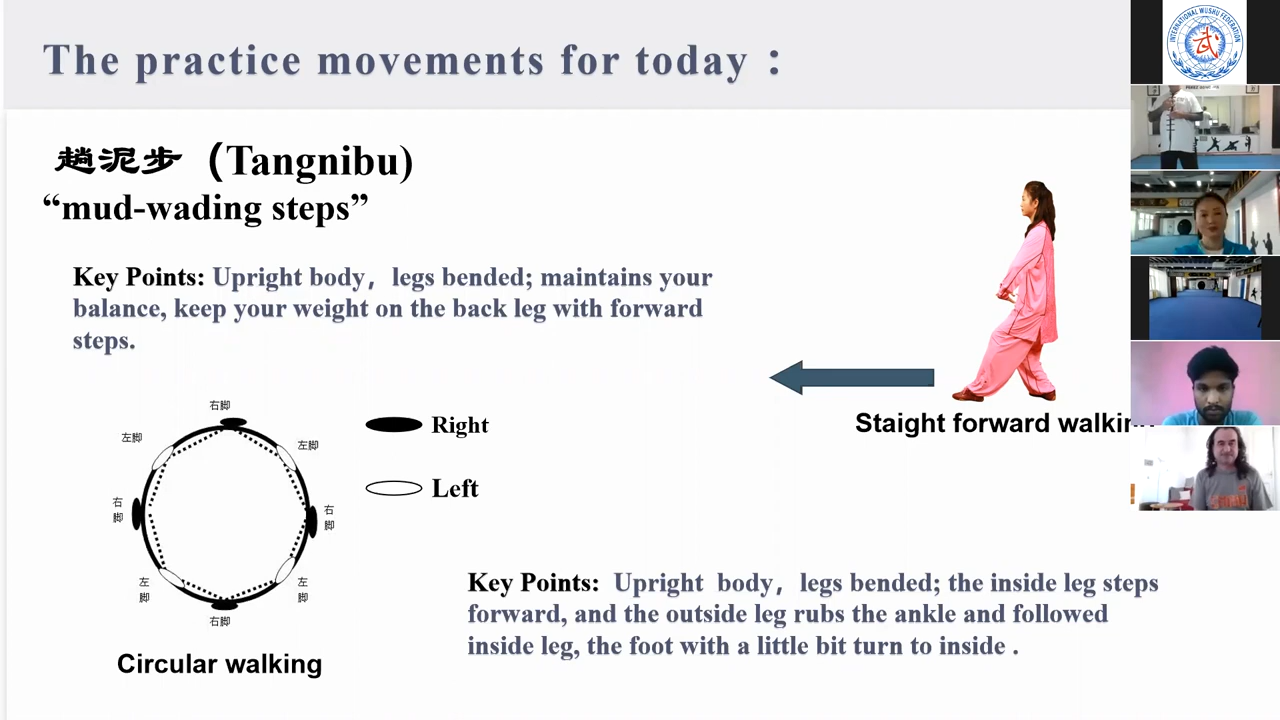 The practice movements for today：
趟泥步（Tangnibu)
“mud-wading steps”
Key Points: Upright body，legs bended; maintains your
balance, keep your weight on the back leg with forward
steps.
Staight forward walkin
右脚
左脚
左脚
右
脚
右
脚
左
脚
左
脚
右脚
Right
Left
Circular walking
Key Points: Upright body，legs bended; the inside leg steps
forward, and the outside leg rubs the ankle and followed
inside leg, the foot with a little bit turn to inside .
INTERNATIONAL WUSHU FEDERATION